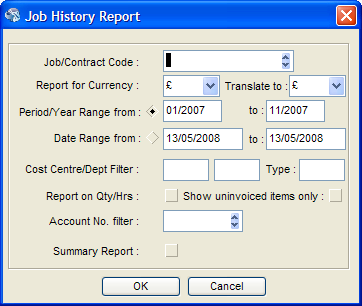 Job History Report
Job/Contract Code :
Report for Currency : £ Translate to : £
Period/Year Range from : 01/2007 to : 11/2007
Date Range from : 13/05/2008 to : 13/05/2008
Cost Centre/Dept Filter : Type :
Report on Qty/Hrs Show uninvoiced items only :
Account No. filter :
Summary Report :
OK Cancel